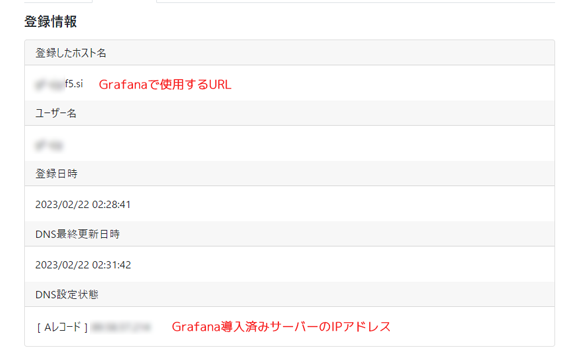 登録情報
登録したホスト名
f5.si Grafanaで使用するURL
ユーザー名
登録日時
2023/02/22 02:28:41
DNS最終更新日時
2023/02/22 02:31:42
DNS設定状態
[ Aレコード ] Grafana導入済みサーバーのIPアドレス